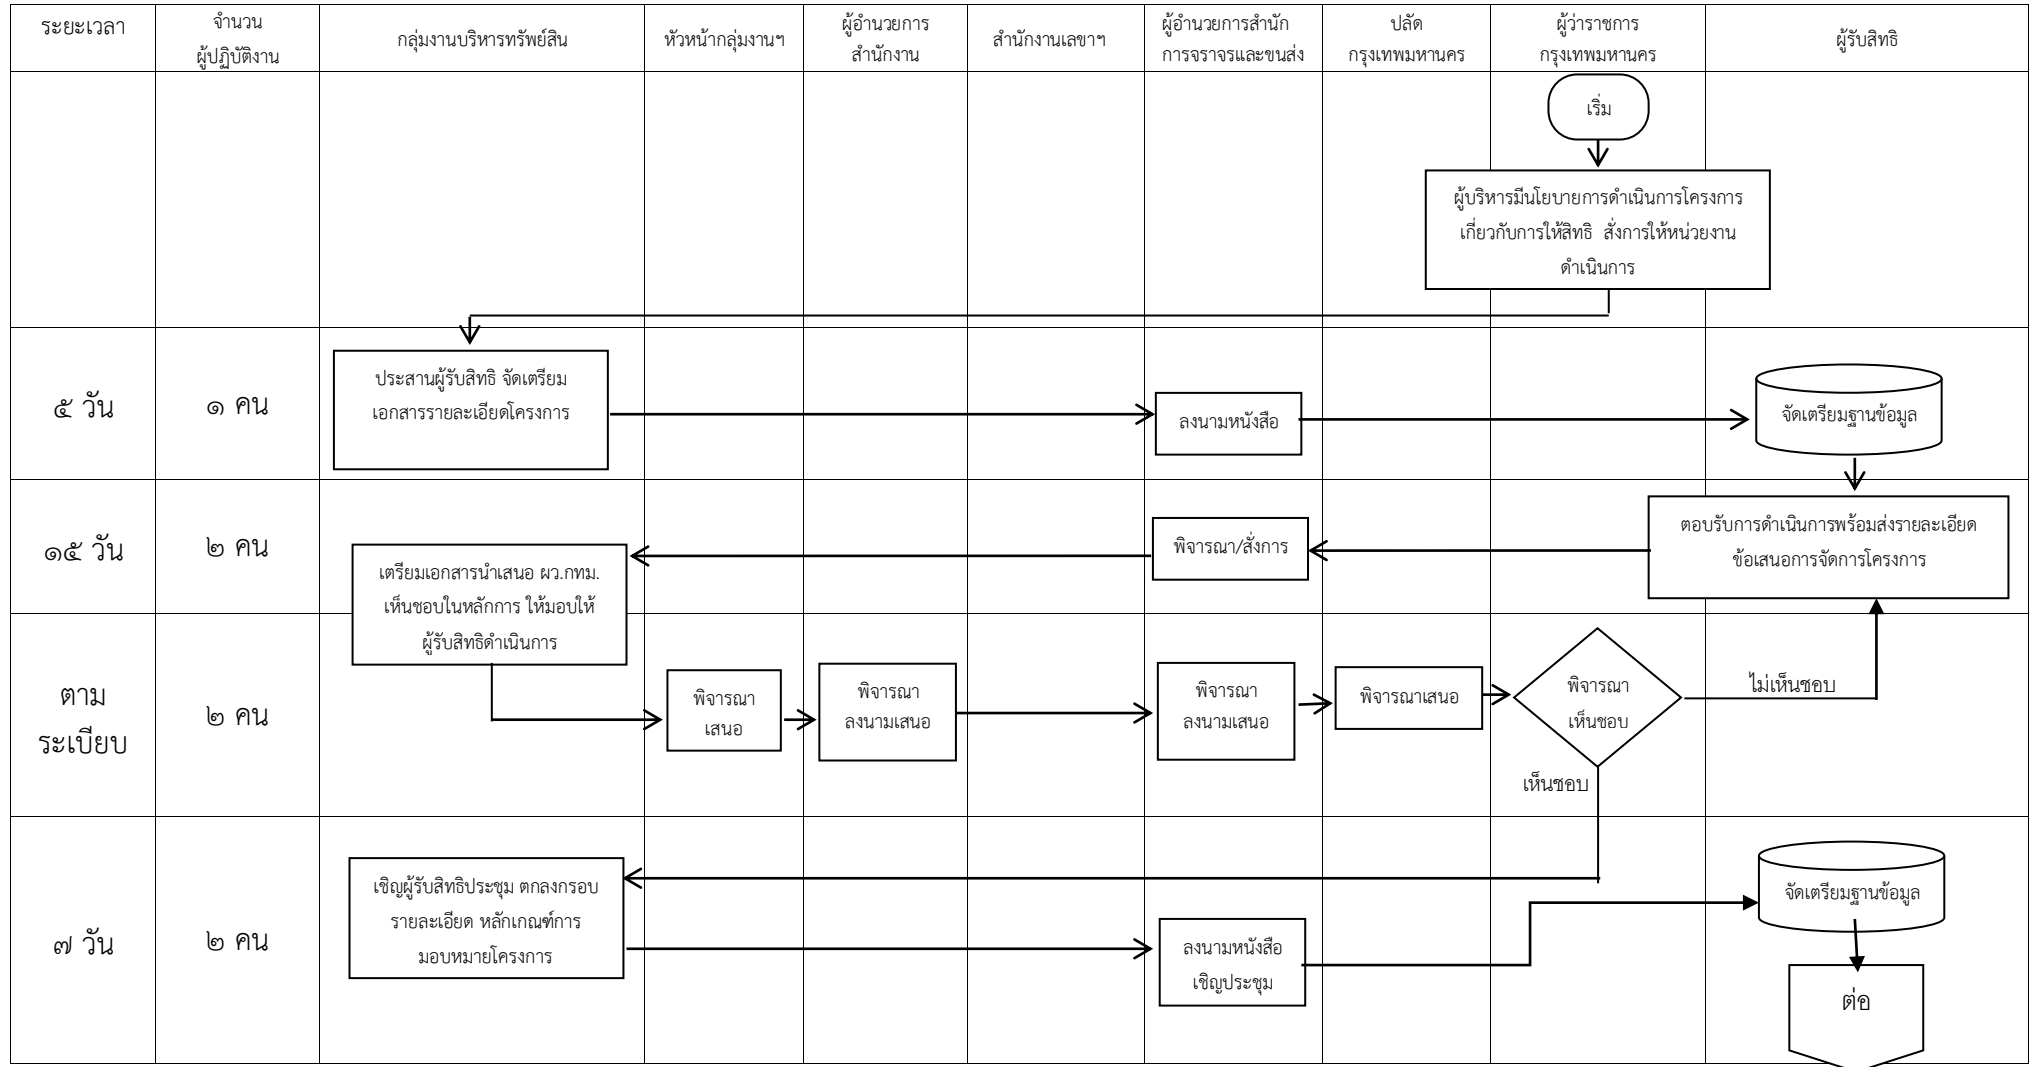 ระยะเวลา
จำนวน
ผู้ปฏิบัติงาน
กลุ่มงานบริหารทรัพย์สิน
หัวหน้ากลุ่มงานฯ
ผู้อำนวยการ
สำนักงาน
สำนักงานเลขาฯ
ผู้อำนวยการสำนัก
การจราจรและขนส่ง
ปลัด
กรุงเทพมหานคร
ผู้ว่าราชการ
กรุงเทพมหานคร
ผู้รับสิทธิ
เริ่ม
ผู้บริหารมีนโยบายการดำเนินการโครงการ
เกี่ยวกับการให้สิทธิ สั่งการให้หน่วยงาน
ดำเนินการ
๕ วัน
๑ คน
ประสานผู้รับสิทธิ จัดเตรียม
เอกสารรายละเอียดโครงการ
ลงนามหนังสือ
จัดเตรียมฐานข้อมูล
๑๕ วัน
๒ คน
เตรียมเอกสารนำเสนอ ผว.กทม.
เห็นชอบในหลักการ ให้มอบให้
ผู้รับสิทธิดำเนินการ
พิจารณา/สั่งการ
ตอบรับการดำเนินการพร้อมส่งรายละเอียด
ข้อเสนอการจัดการโครงการ
ตาม
ระเบียบ
๒ คน
พิจารณา
เสนอ
พิจารณา
ลงนามเสนอ
พิจารณา
ลงนามเสนอ
พิจารณาเสนอ
พิจารณา
เห็นชอบ
ไม่เห็นชอบ
เห็นชอบ
๗ วัน
๒ คน
เชิญผู้รับสิทธิประชุม ตกลงกรอบ
รายละเอียด หลักเกณฑ์การ
มอบหมายโครงการ
ลงนามหนังสือ
เชิญประชุม
จัดเตรียมฐานข้อมูล
ต่อ